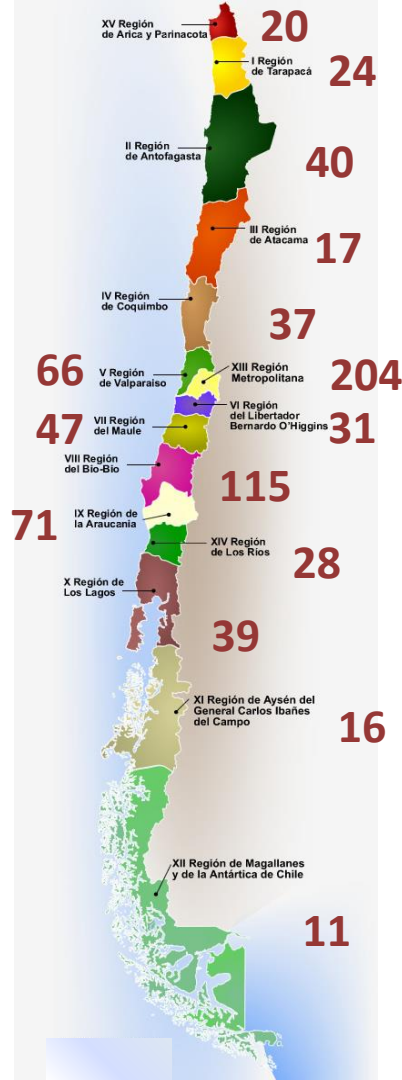 XV Región
de Arica y Parinacota
20
I Región
de Tarapacá
24
II Región
de Antofagasta
40
III Región
de Atacama
17
IV Región
de Coquimbo
37
66
V Región
de Valparaiso
XIII Región
Metropolitana
204
47
VII Región
del Maule
VI Región
del Libertador
Bernardo O'Higgins
31
VIII Región
del Bio-Bio
115
71
IX Región de
la Araucania
XIV Región
de Los Ríos
28
X Región de
Los Lagos
39
XI Región de Aysén del
General Carlos Ibañes
del Campo
16
XII Región de Magallanes
y de la Antártica de Chile
11